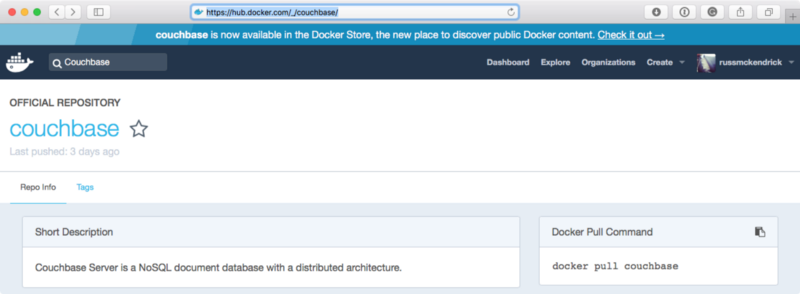 https://hub.docker.com/_/couchbase/
couchbase is now available in the Docker Store, the new place to discover public Docker content. Check it out →
Couchbase
Dashboard Explore Organizations Create russmckendrick
OFFICIAL REPOSITORY
couchbase
Last pushed: 3 days ago
Repo Info Tags
Short Description
Couchbase Server is a NoSQL document database with a distributed architecture.
Docker Pull Command
docker pull couchbase